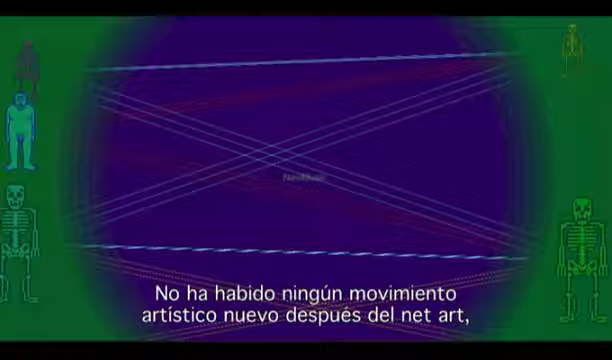 No ha habido ningún movimiento
artístico nuevo después del net art,